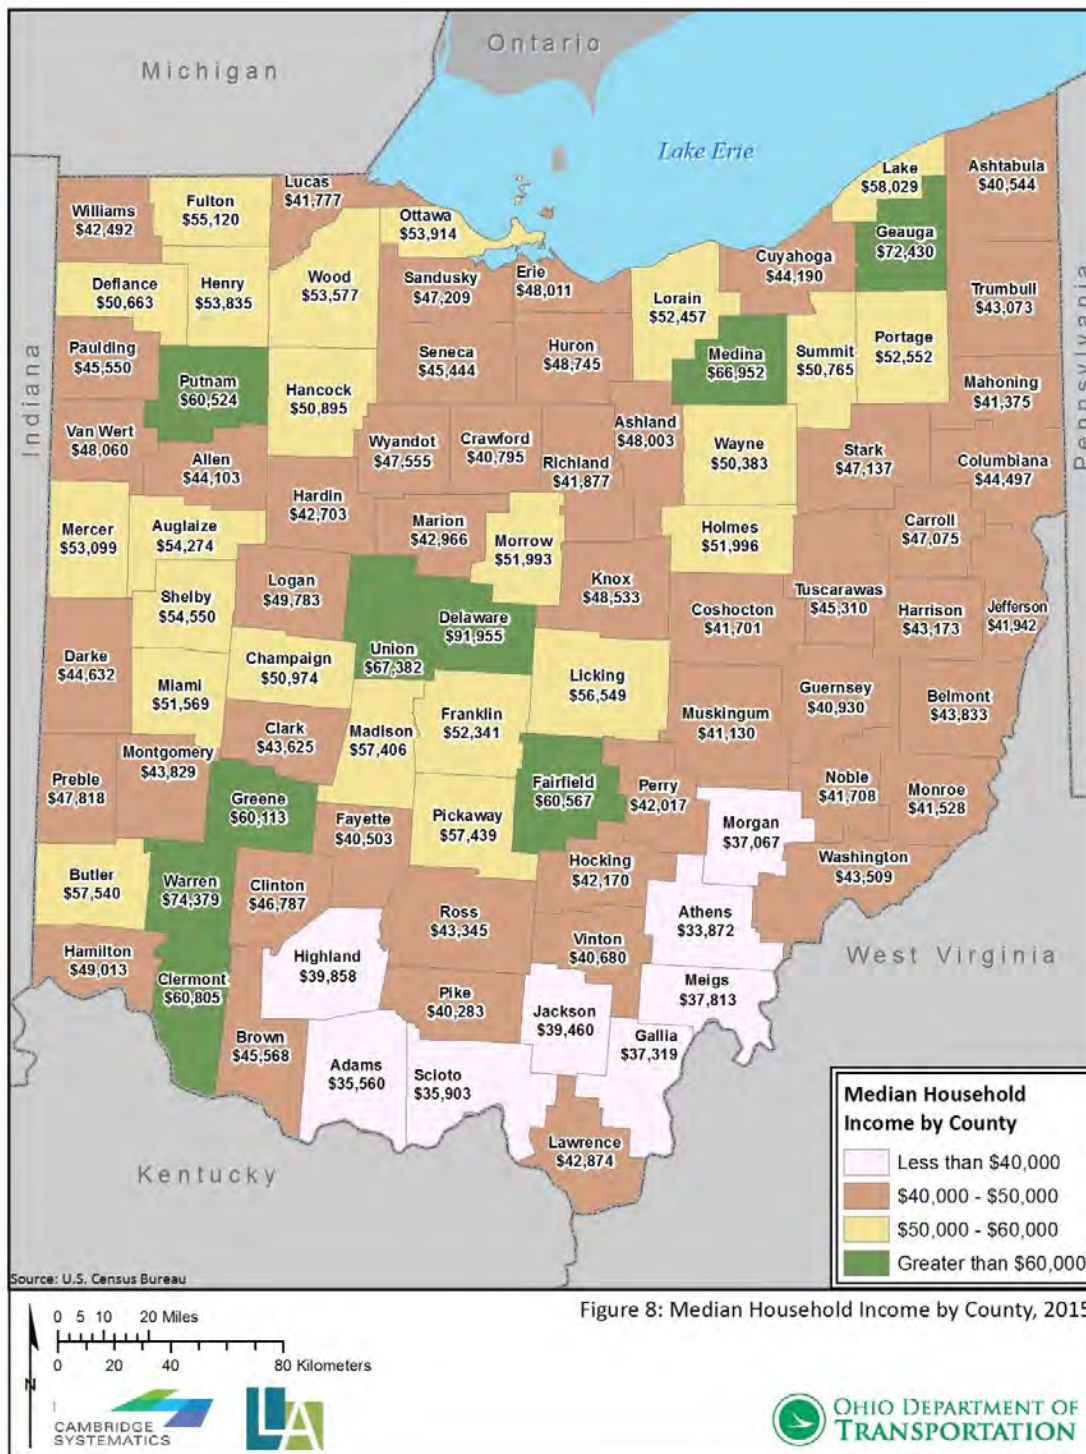 Michigan
Ontario
Lake Erie
Indiana
Pennsylvania
Kentucky
West Virginia
Williams
$42,492
Fulton
$55,120
Lucas
$41,777
Ottawa
$53,914
Lake
$58,029
Ashtabula
$40,544
Geauga
$72,430
Cuyahoga
$44,190
Defiance
$50,663
Henry
$53,835
Wood
$53,577
Sandusky
$47,209
Erie
$48,011
Lorain
$52,457
Trumbull
$43,073
Paulding
$45,550
Putnam
$60,524
Hancock
$50,895
Seneca
$45,444
Huron
$48,745
Medina
$66,952
Summit
$50,765
Portage
$52,552
Mahoning
$41,375
Van Wert
$48,060
Allen
$44,103
Wyandot
$47,555
Crawford
$40,795
Richland
$41,877
Ashland
$48,003
Wayne
$50,383
Stark
$47,137
Columbiana
$44,497
Hardin
$42,703
Mercer
$53,099
Auglaize
$54,274
Marion
$42,966
Morrow
$51,993
Holmes
$51,996
Carroll
$47,075
Logan
$49,783
Shelby
$54,550
Delaware
$91,955
Union
$67,382
Knox
$48,533
Coshocton
$41,701
Tuscarawas
$45,310
Harrison
$43,173
Jefferson
$41,942
Darke
$44,632
Champaign
$50,974
Miami
$51,569
Licking
$56,549
Franklin
$52,341
Muskingum
$41,130
Guernsey
$40,930
Belmont
$43,833
Clark
$43,625
Madison
$57,406
Montgomery
$43,829
Preble
$47,818
Greene
$60,113
Fayette
$40,503
Pickaway
$57,439
Fairfield
$60,567
Perry
$42,017
Noble
$41,708
Monroe
$41,528
Morgan
$37,067
Butler
$57,540
Warren
$74,379
Clinton
$46,787
Hocking
$42,170
Washington
$43,509
Ross
$43,345
Athens
$33,872
Hamilton
$49,013
Highland
$39,858
Vinton
$40,680
Clermont
$60,805
Pike
$40,283
Meigs
$37,813
Jackson
$39,460
Brown
$45,568
Gallia
$37,319
Adams
$35,560
Scioto
$35,903
Lawrence
$42,874
Median Household
Income by County
Less than $40,000
$40,000 - $50,000
$50,000 - $60,000
Greater than $60,000
Source: U.S. Census Bureau
Figure 8: Median Household Income by County, 2015
0 5 10 20 Miles
0 20 40 80 Kilometers
N
CAMBRIDGE
SYSTEMATICS
LLA
OHIO DEPARTMENT OF
TRANSPORTATION